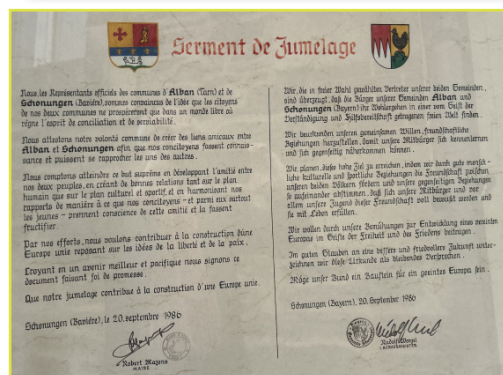 Serment de Jumelage
Nous, les Représentants officiels des communes d'Alban (Tarn) et de
Schonungen (Bavière), sommes convaincus de l'idée que les citoyens
de nos deux communes ne prospéreront que dans un monde libre où
règne l'esprit de conciliation et de serviabilité.
Nous attestons notre volonté commune de créer des liens amicaux entre
Alban et Schonungen afin que nos concitoyens fassent connais-
sance et puissent se rapprocher les uns des autres.
Nous comptons atteindre ce but suprême en développant l'amitié entre
nos deux peuples, en créant de bonnes relations tant sur le plan
humain que sur le plan culturel et sportif, et en harmonisant nos
rapports de manière à ce que nos concitoyens - et parmi eux surtout
les jeunes - prennent conscience de cette amitié et la fassent
fructifier.
Par nos efforts, nous voulons contribuer à la construction d'une
Europe unie reposant sur les idées de la liberté et de la paix.
Croyant en un avenir meilleur et pacifique nous signons ce
document faisant foi de promesse.
Que notre jumelage contribue à la construction d'une Europe unie.
Schonungen (Bavière), le 20. septembre 1986
Robert Mazens
MAIRE
Wir, die in freier Wahl gewählten Vertreter unserer beiden Gemeinden,
sind überzeugt, daß die Bürger unserer Gemeinden Alban und
Schonungen (Bayern) ihr Wohlergehen in einer vom Geist der
Verständigung und Hilfsbereitschaft getragenen freien Welt finden.
Wir bekunden unseren gemeinsamen Willen, freundschaftliche
Beziehungen herzustellen, damit unsere Mitbürger sich kennenlernen
und sich gegenseitig näherkommen können.
Wir planen, dieses hohe Ziel zu erreichen, indem wir durch gute mensch-
liche, kulturelle und sportliche Beziehungen die Freundschaft zwischen
unseren beiden Völkern fördern und unsere gegenseitigen Beziehungen
so aufeinander abstimmen, daß sich unsere Mitbürger und vor
allem unsere Jugend dieser Freundschaft voll bewußt werden und
sie mit Leben erfüllen.
Wir wollen durch unsere Bemühungen zur Entwicklung eines vereinten
Europas im Geiste der Freiheit und des Friedens beitragen.
Im guten Glauben an eine bessere und friedvollere Zukunft unter-
zeichnen wir diese Urkunde als bleibendes Versprechen.
Möge unser Bund ein Baustein für ein geeintes Europa sein.
Schonungen (Bayern), 20. September 1986
Rudolf Menzel
1. BÜRGERMEISTER